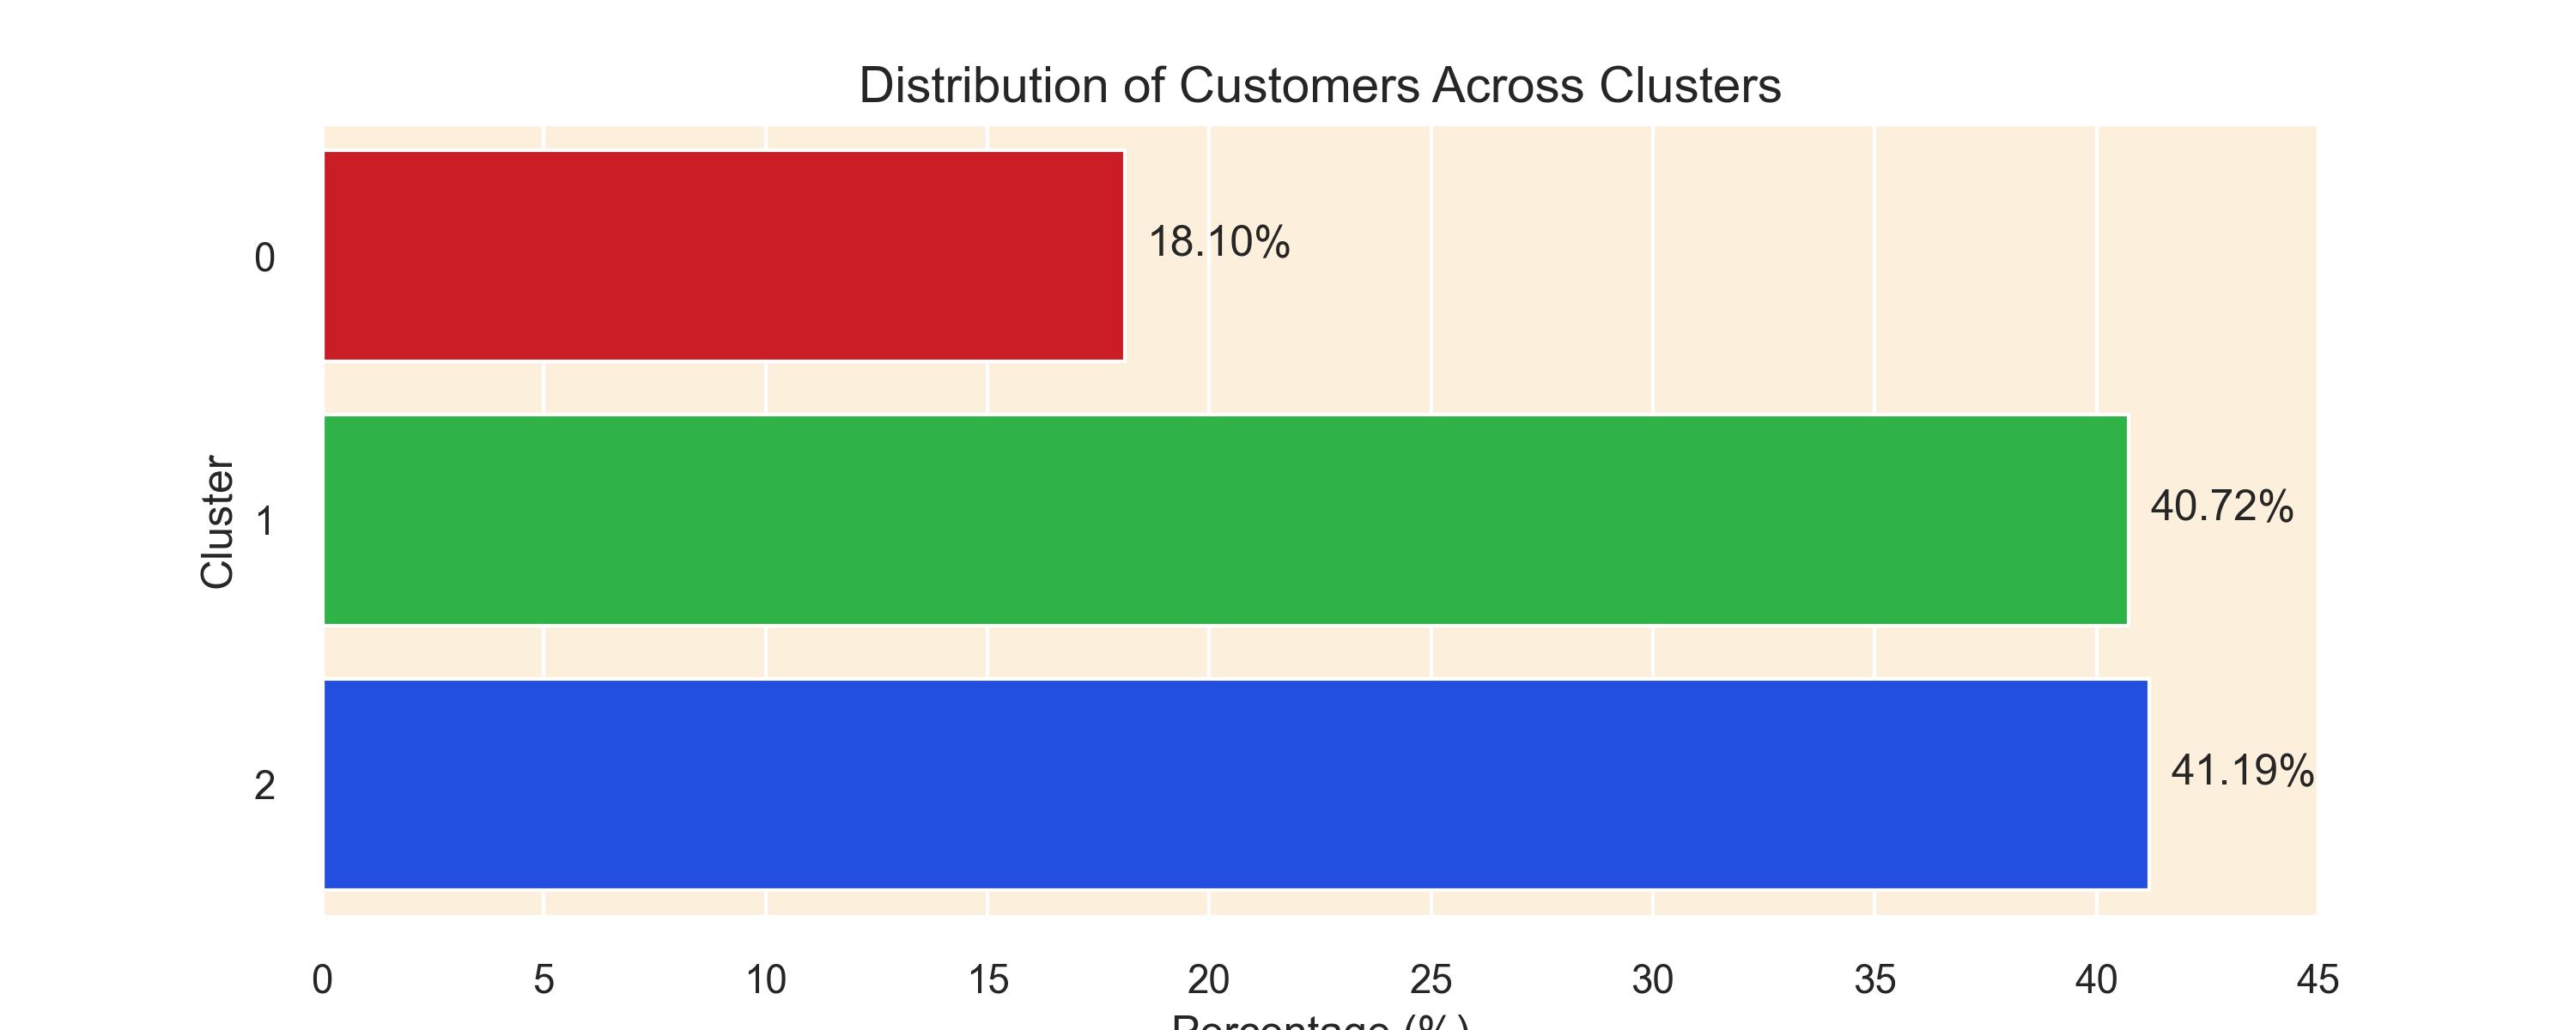 Distribution of Customers Across Clusters
0
18.10%
Cluster
1
40.72%
2
41.19%
0 5 10 15 20 25 30 35 40 45
Percentage (%)